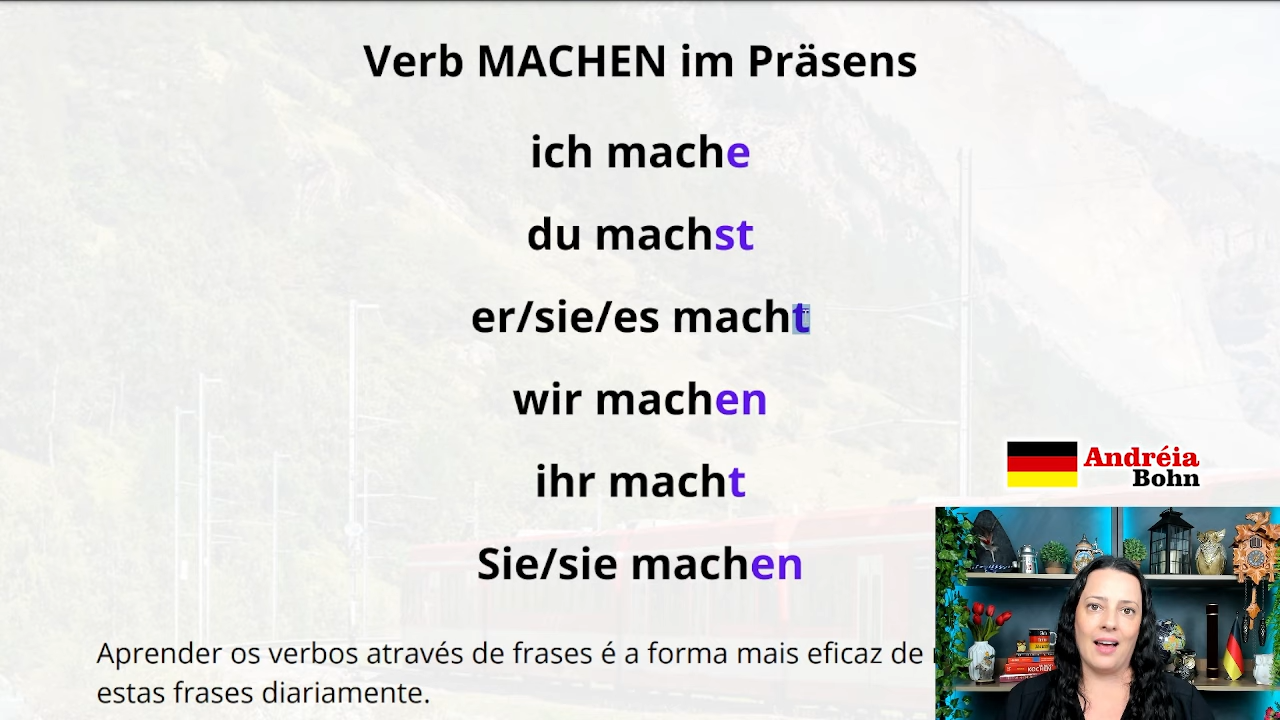 Verb MACHEN im Präsens
ich mache
du machst
er/sie/es macht
wir machen
ihr macht
Sie/sie machen
Andréia
Bohn
Aprender os verbos através de frases é a forma mais eficaz de
estas frases diariamente.
KOCHEN